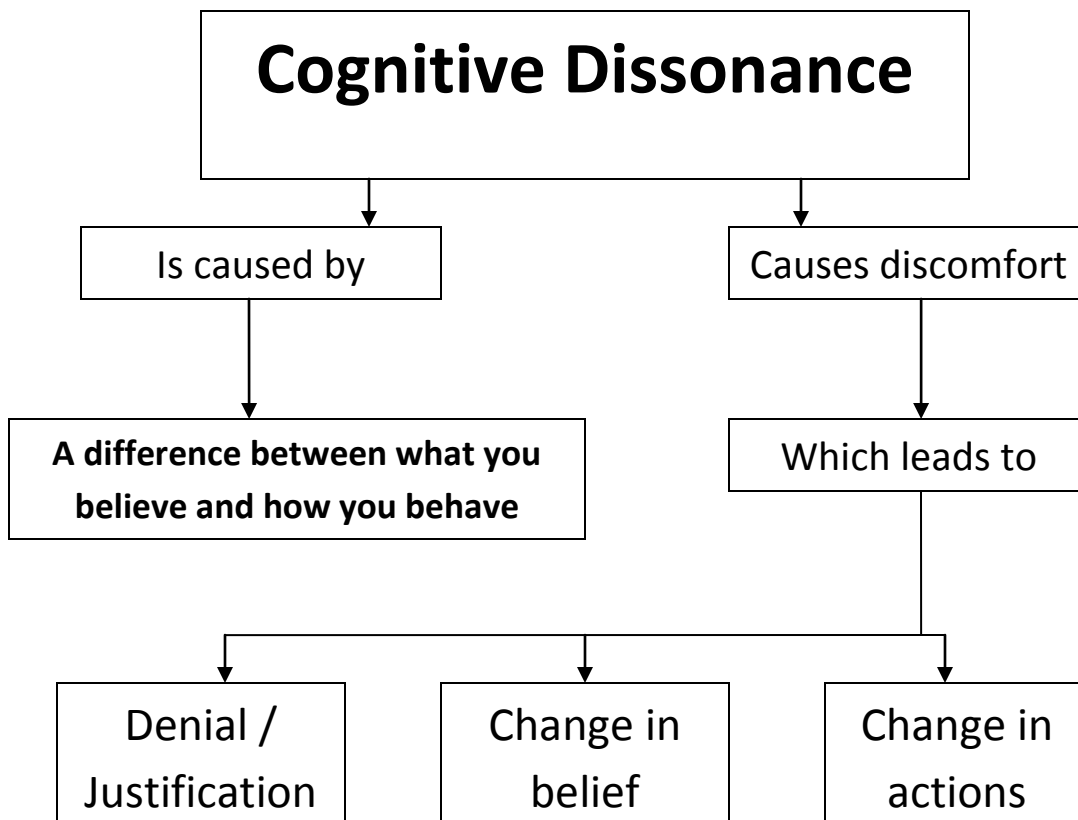 Cognitive Dissonance
Is caused by
Causes discomfort
A difference between what you
believe and how you behave
Which leads to
Denial /
Justification
Change in
belief
Change in
actions